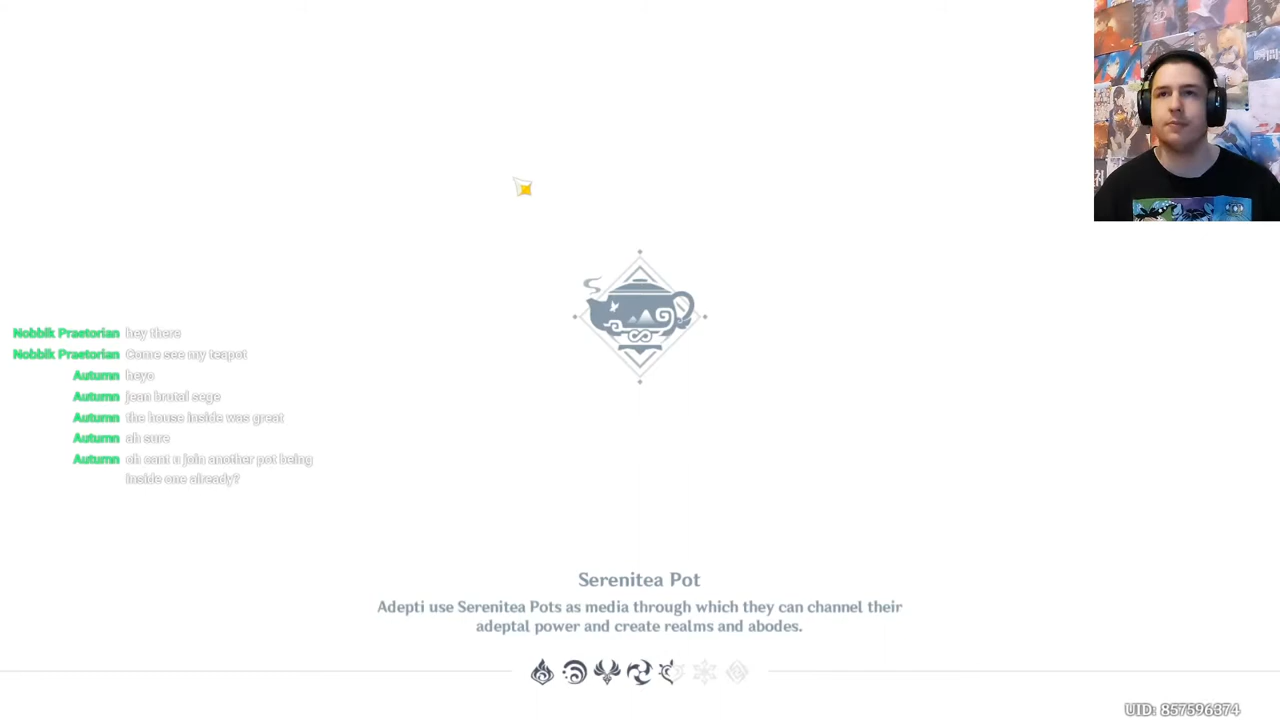 Nobbik Praetorian hey there
Nobbik Praetorian Come see my teapot
Autumn heyo
Autumn jean brutal sege
Autumn the house inside was great
Autumn ah sure
Autumn oh cant u join another pot being
inside one already?
Serenitea Pot
Adepti use Serenitea Pots as media through which they can channel their
adeptal power and create realms and abodes.
UID: 857596374